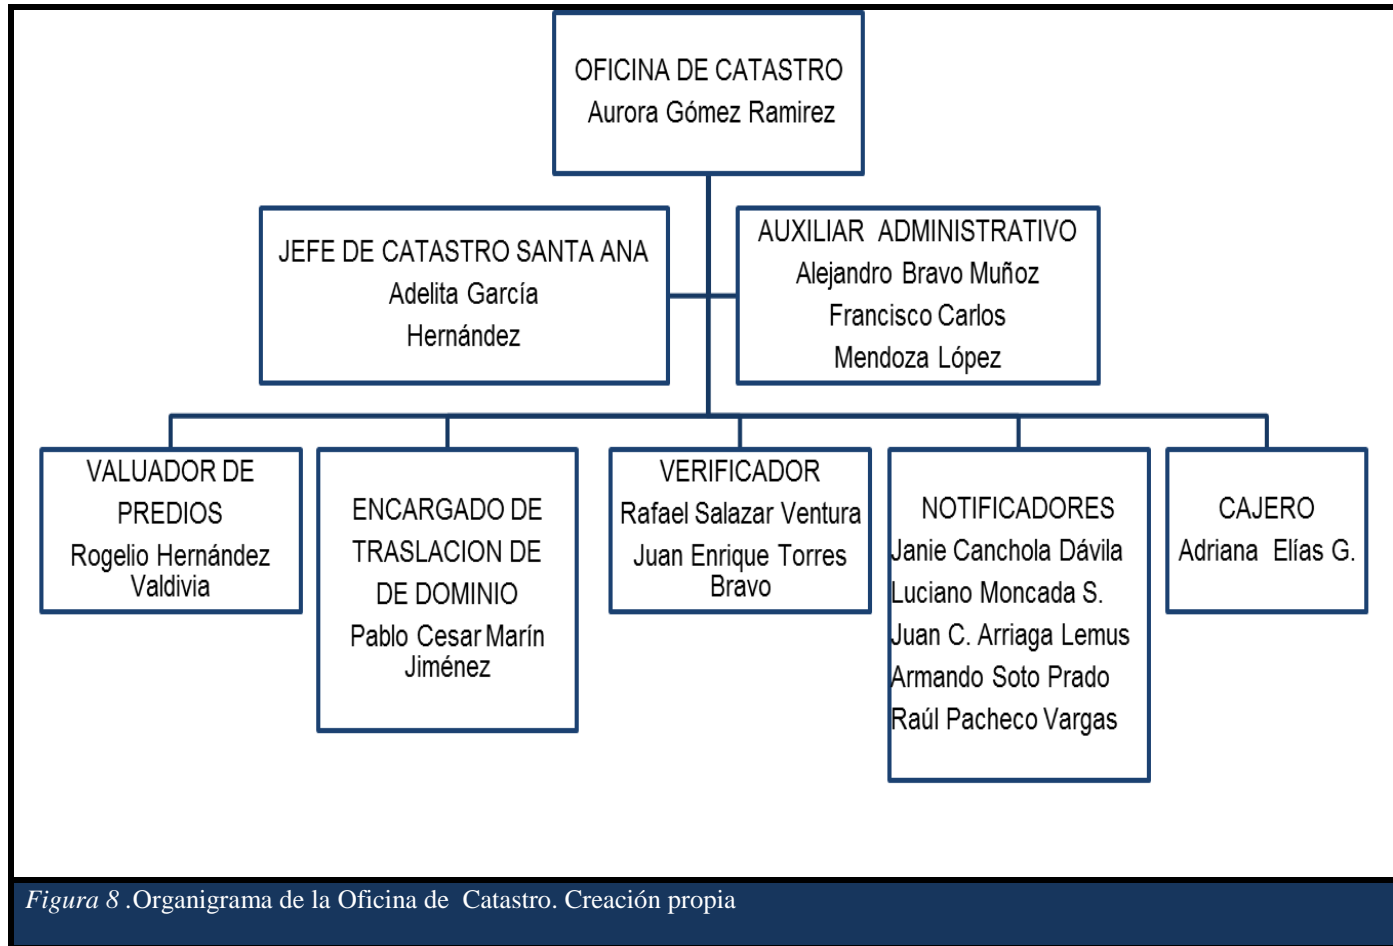 OFICINA DE CATASTRO
Aurora Gómez Ramirez
JEFE DE CATASTRO SANTA ANA
Adelita García
Hernández
AUXILIAR ADMINISTRATIVO
Alejandro Bravo Muñoz
Francisco Carlos
Mendoza López
VALUADOR DE
PREDIOS
Rogelio Hernández
Valdivia
ENCARGADO DE
TRASLACION DE
DE DOMINIO
Pablo Cesar Marín
Jiménez
VERIFICADOR
Rafael Salazar Ventura
Juan Enrique Torres
Bravo
NOTIFICADORES
Janie Canchola Dávila
Luciano Moncada S.
Juan C. Arriaga Lemus
Armando Soto Prado
Raúl Pacheco Vargas
CAJERO
Adriana Elías G.
Figura 8 .Organigrama de la Oficina de Catastro. Creación propia